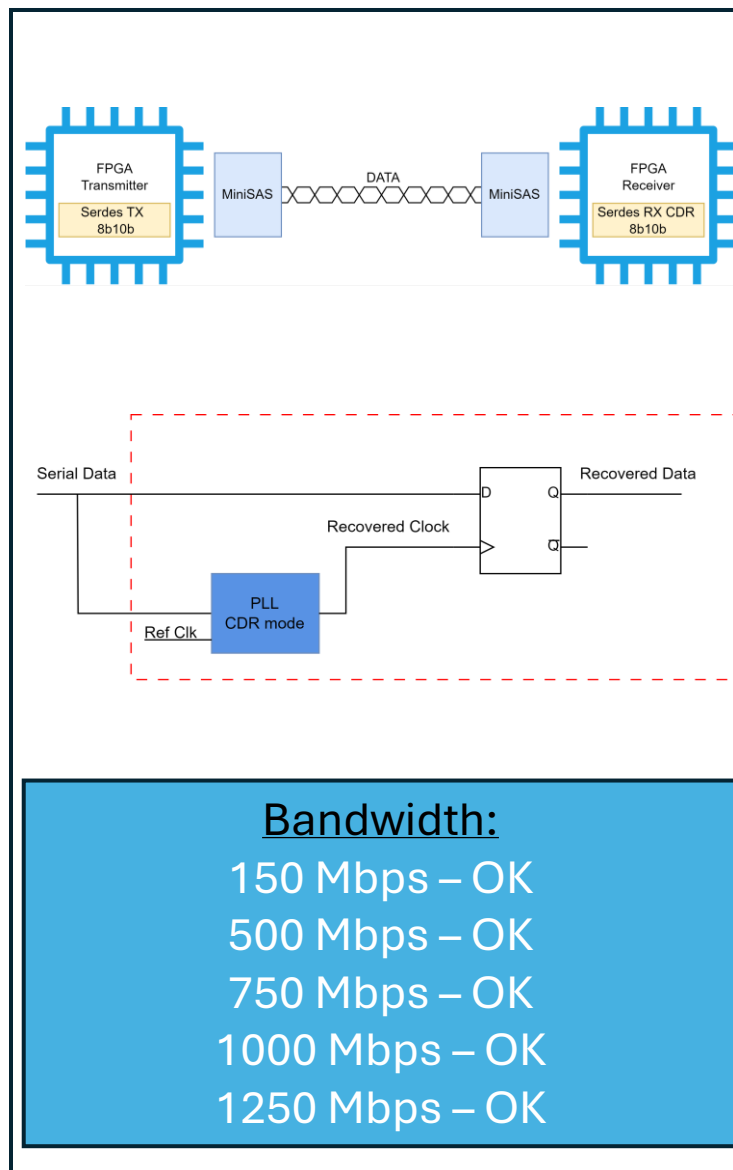 FPGA
Transmitter
Serdes TX
8b10b
MiniSAS
DATA
MiniSAS
FPGA
Receiver
Serdes RX CDR
8b10b
Serial Data
D
Q
Recovered Data
Recovered Clock
Q̅
PLL
CDR mode
Ref Clk
Bandwidth:
150 Mbps – OK
500 Mbps – OK
750 Mbps – OK
1000 Mbps – OK
1250 Mbps – OK